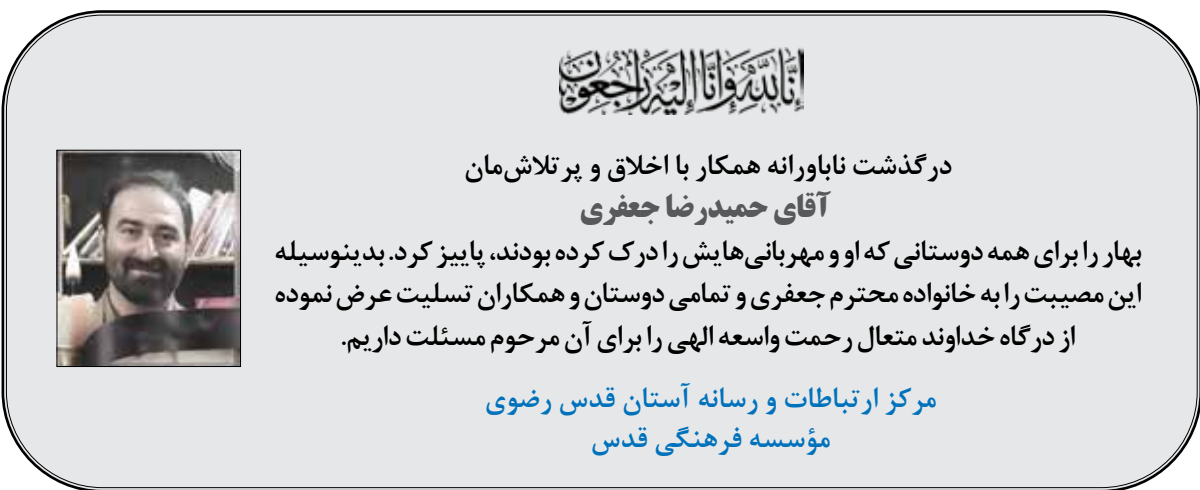 إنا لله وإنا إلیه راجعون
درگذشت ناباورانه همکار با اخلاق و پرتلاش‌مان
آقای حمیدرضا جعفری
بهار را برای همه دوستانی که او و مهربانی‌هایش را درک کرده بودند، پاییز کرد. بدینوسیله
این مصیبت را به خانواده محترم جعفری و تمامی دوستان و همکاران تسلیت عرض نموده
از درگاه خداوند متعال رحمت واسعه الهی را برای آن مرحوم مسئلت داریم.
مرکز ارتباطات و رسانه آستان قدس رضوی
مؤسسه فرهنگی قدس